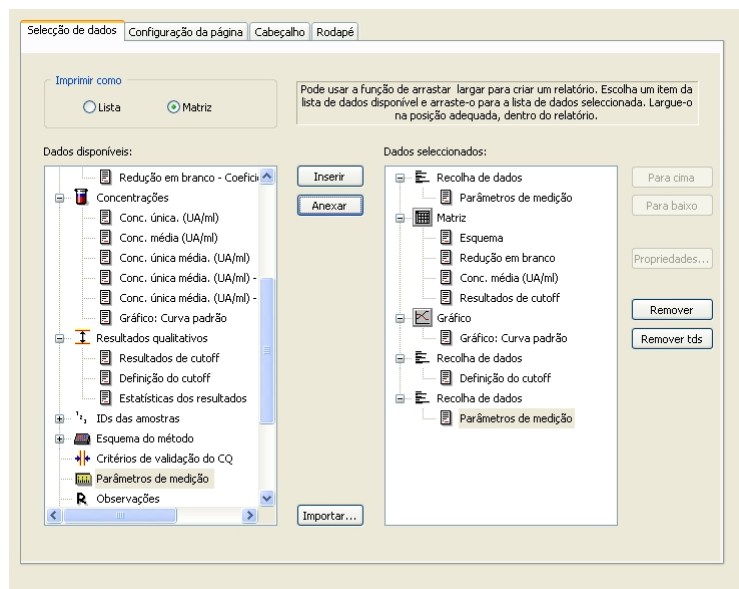 Selecção de dados
Configuração da página
Cabeçalho
Rodapé
Imprimir como
Lista
Matriz
Pode usar a função de arrastar largar para criar um relatório. Escolha um item da
lista de dados disponível e arraste-o para a lista de dados seleccionada. Largue-o
na posição adequada, dentro do relatório.
Dados disponíveis:
Redução em branco - Coefici
Concentrações
Conc. única. (UA/ml)
Conc. média (UA/ml)
Conc. única média. (UA/ml)
Conc. única média. (UA/ml) -
Conc. única média. (UA/ml) -
Gráfico: Curva padrão
Resultados qualitativos
Resultados de cutoff
Definição do cutoff
Estatísticas dos resultados
IDs das amostras
Esquema do método
Critérios de validação do CQ
Parâmetros de medição
Observações
Inserir
Anexar
Importar...
Dados seleccionados:
Recolha de dados
Parâmetros de medição
Matriz
Esquema
Redução em branco
Conc. média (UA/ml)
Resultados de cutoff
Gráfico
Gráfico: Curva padrão
Recolha de dados
Definição do cutoff
Recolha de dados
Parâmetros de medição
Para cima
Para baixo
Propriedades...
Remover
Remover tds